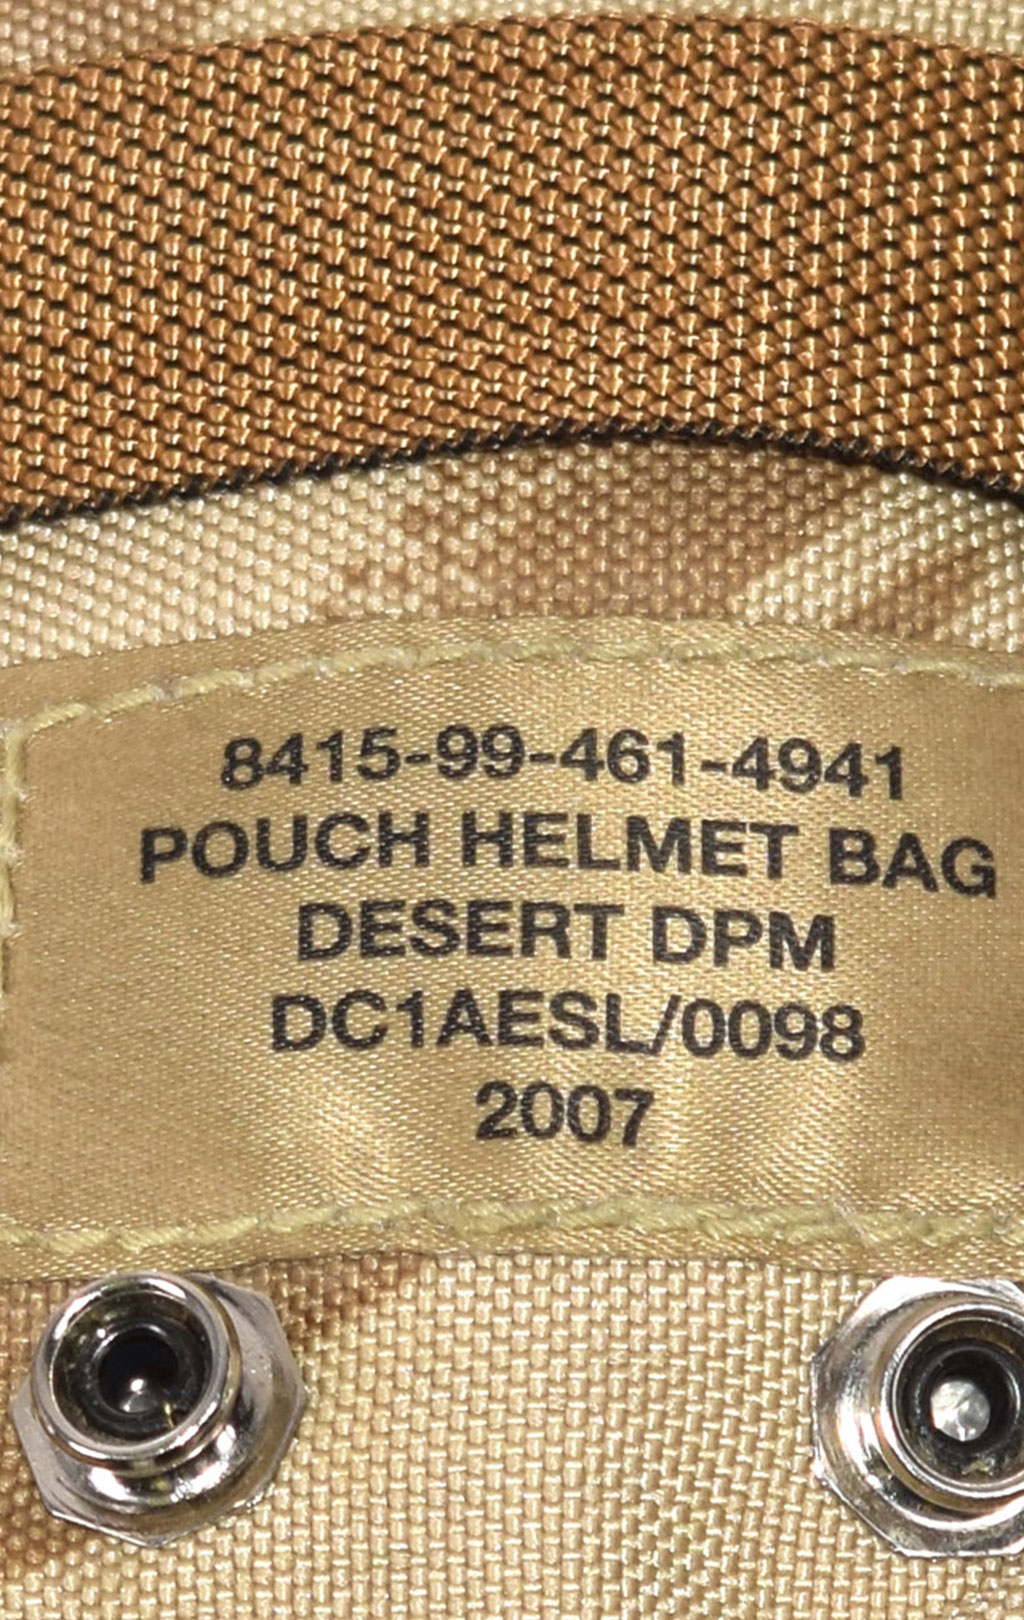 8415-99-461-4941
POUCH HELMET BAG
DESERT DPM
DC1AESL/0098
2007